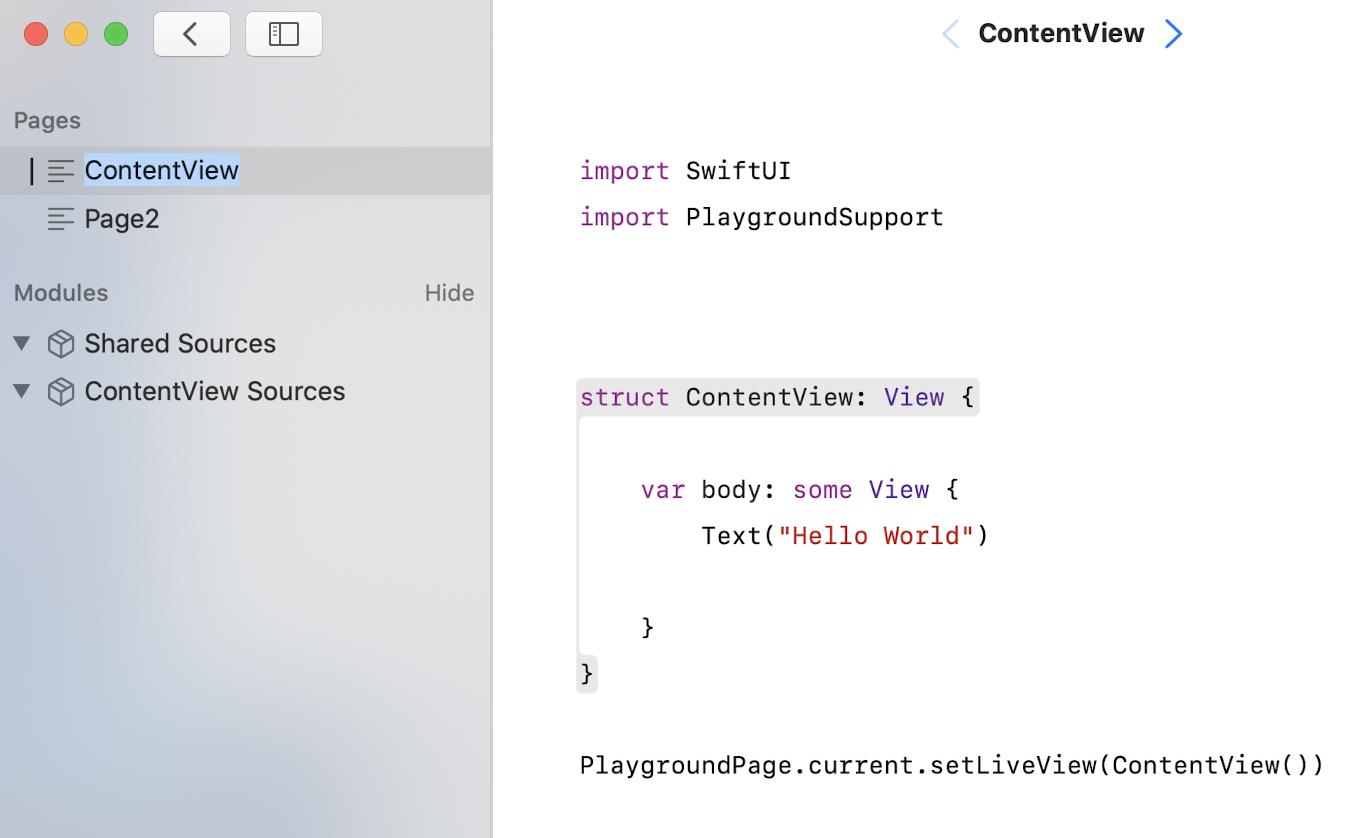 Pages
ContentView
Page2
Modules Hide
Shared Sources
ContentView Sources
ContentView
import SwiftUI
import PlaygroundSupport
struct ContentView: View {
var body: some View {
Text("Hello World")
}
}
PlaygroundPage.current.setLiveView(ContentView())